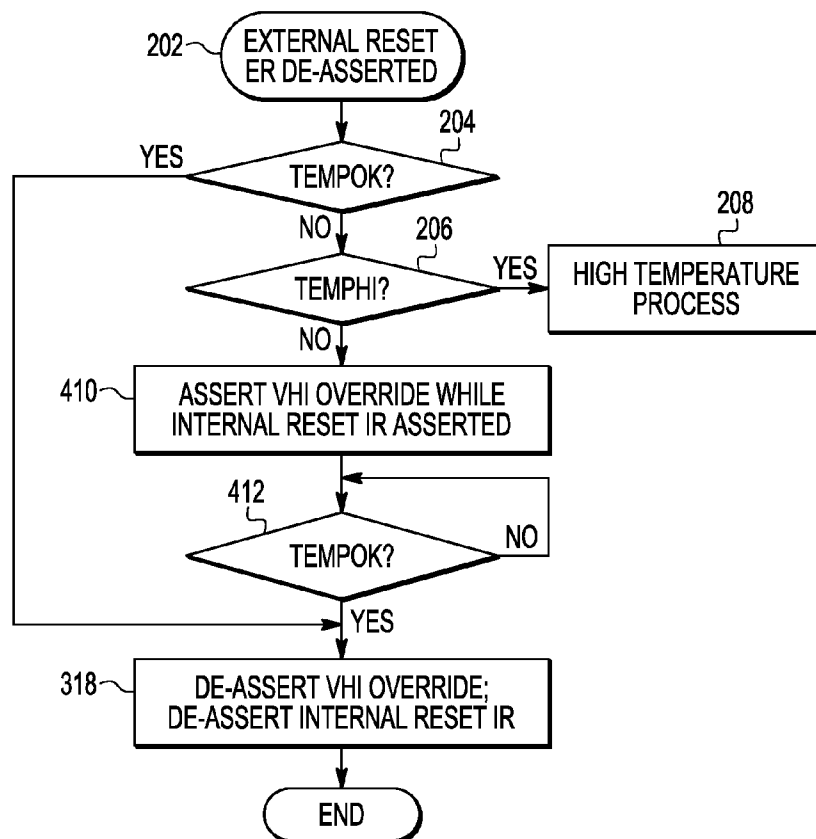 202
EXTERNAL RESET
ER DE-ASSERTED
204
YES
TEMPOK?
NO
206
208
TEMPHI?
YES
HIGH TEMPERATURE
PROCESS
NO
410
ASSERT VHI OVERRIDE WHILE
INTERNAL RESET IR ASSERTED
412
TEMPOK?
NO
YES
318
DE-ASSERT VHI OVERRIDE;
DE-ASSERT INTERNAL RESET IR
END